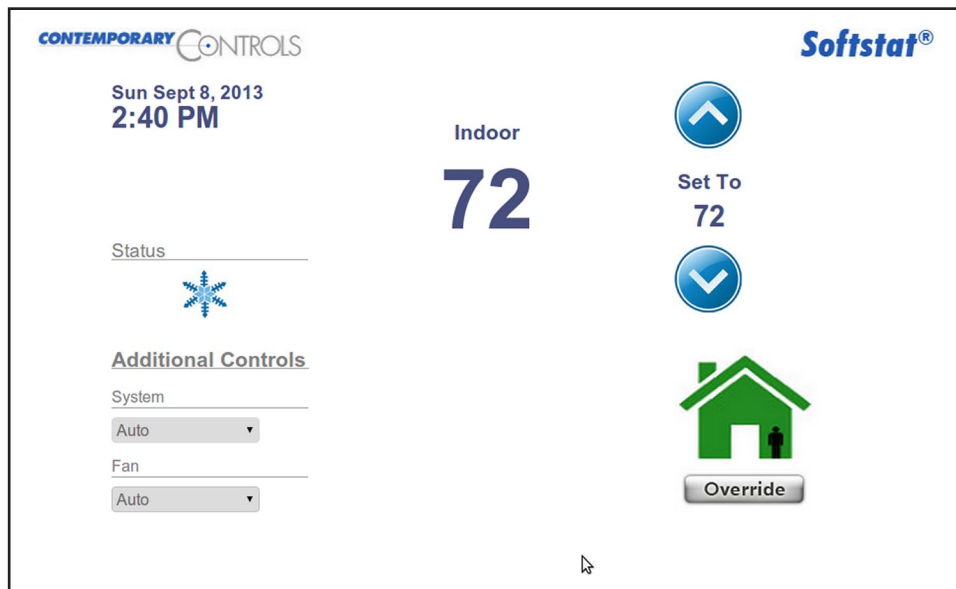 CONTEMPORARY CONTROLS
Softstat®
Sun Sept 8, 2013
2:40 PM
Indoor
72
Set To
72
Status
Additional Controls
System
Auto
Fan
Auto
Override